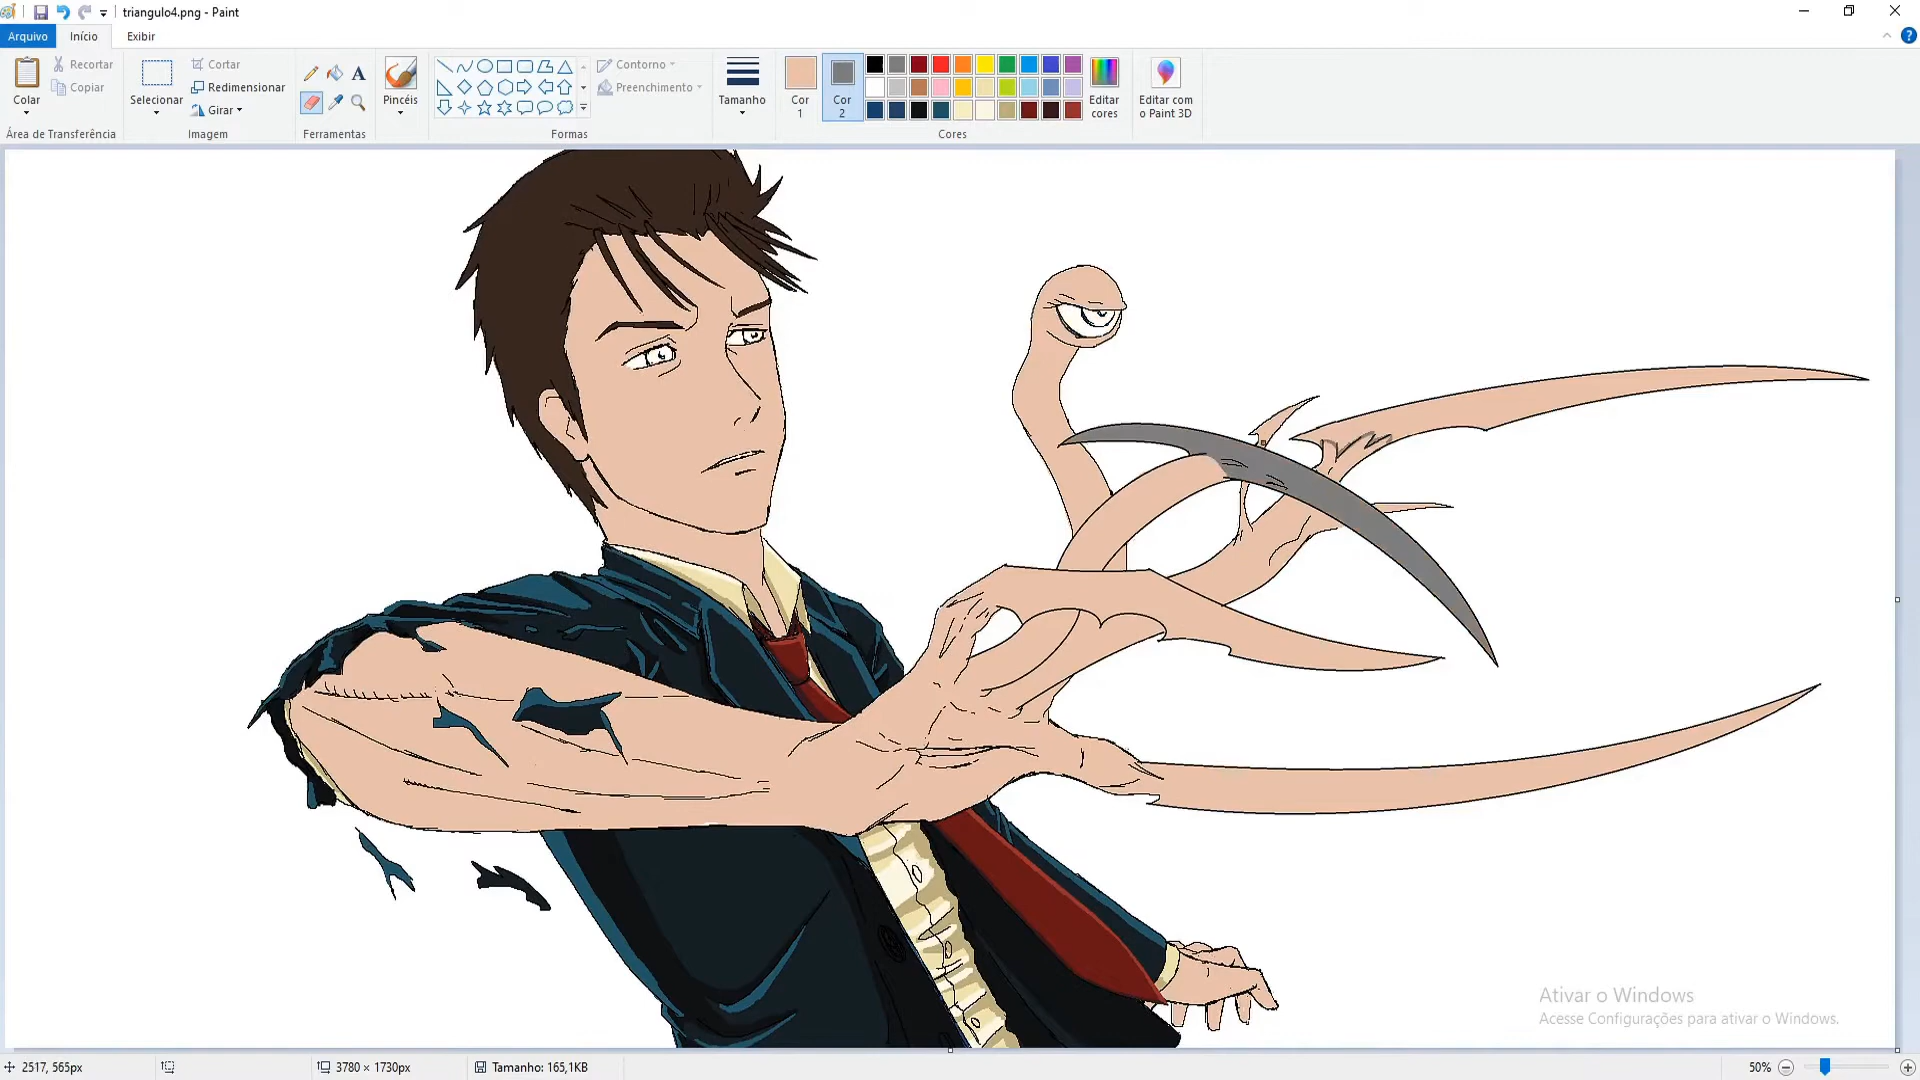 triangulo4.png - Paint
Arquivo Início Exibir
Colar
Recortar
Copiar
Área de Transferência
Selecionar
Cortar
Redimensionar
Girar
Imagem
A
Ferramentas
Pincéis
Formas
Contorno
Preenchimento
Tamanho
Cor
1
Cor
2
Cores
Editar
cores
Editar com
o Paint 3D
Ativar o Windows
Acesse Configurações para ativar o Windows.
2517, 565px
3780 × 1730px
Tamanho: 165,1KB
50%